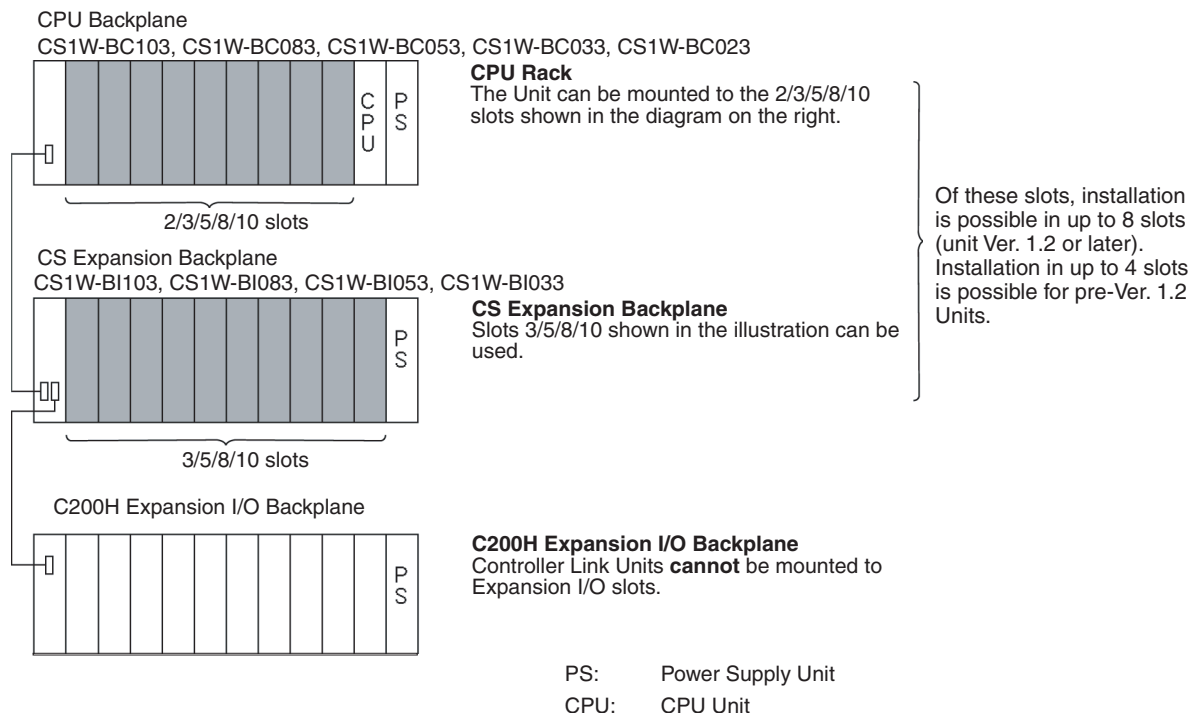 CPU Backplane
CS1W-BC103, CS1W-BC083, CS1W-BC053, CS1W-BC033, CS1W-BC023
CPU
PS
CPU Rack
The Unit can be mounted to the 2/3/5/8/10
slots shown in the diagram on the right.
2/3/5/8/10 slots
Of these slots, installation
is possible in up to 8 slots
(unit Ver. 1.2 or later).
Installation in up to 4 slots
is possible for pre-Ver. 1.2
Units.
CS Expansion Backplane
CS1W-BI103, CS1W-BI083, CS1W-BI053, CS1W-BI033
PS
CS Expansion Backplane
Slots 3/5/8/10 shown in the illustration can be
used.
3/5/8/10 slots
C200H Expansion I/O Backplane
PS
C200H Expansion I/O Backplane
Controller Link Units cannot be mounted to
Expansion I/O slots.
PS: Power Supply Unit
CPU: CPU Unit